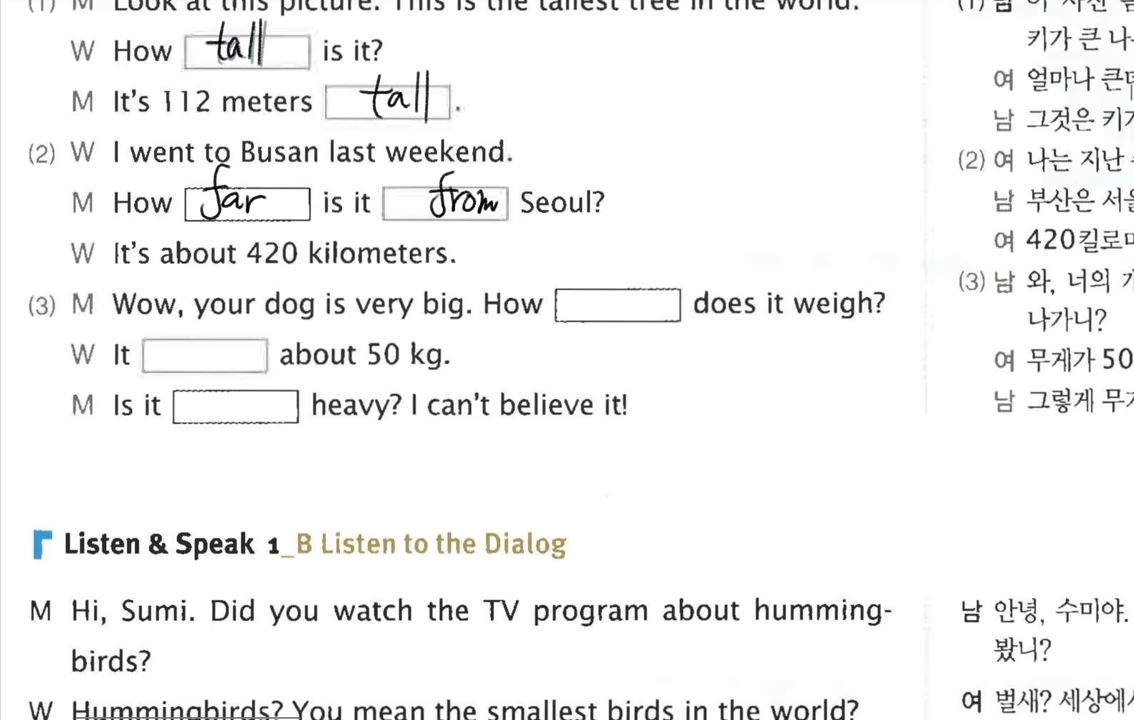 (1) M Look at this picture. This is the tallest tree in the world.
W How tall is it?
M It's 112 meters tall.
(2) W I went to Busan last weekend.
M How far is it from Seoul?
W It's about 420 kilometers.
(3) M Wow, your dog is very big. How does it weigh?
W It about 50 kg.
M Is it heavy? I can't believe it!
Listen & Speak 1_B Listen to the Dialog
M Hi, Sumi. Did you watch the TV program about humming-
birds?
W Hummingbirds? You mean the smallest birds in the world?
(1) 남 이 사진
키가 큰 나
여 얼마나 큰
남 그것은 키
(2) 여 나는 지난
남 부산은 서울
여 420킬로
(3) 남 와, 너의
나가니?
여 무게가 50
남 그렇게 무
남 안녕, 수미야.
봤니?
여 벌새? 세상에